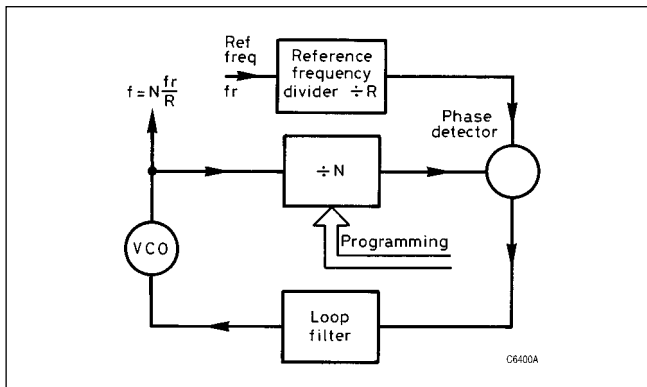 Ref
freq
fr
Reference
frequency
divider ÷R
f=N fr/R
Phase
detector
÷N
VCO
Programming
Loop
filter
C6400A